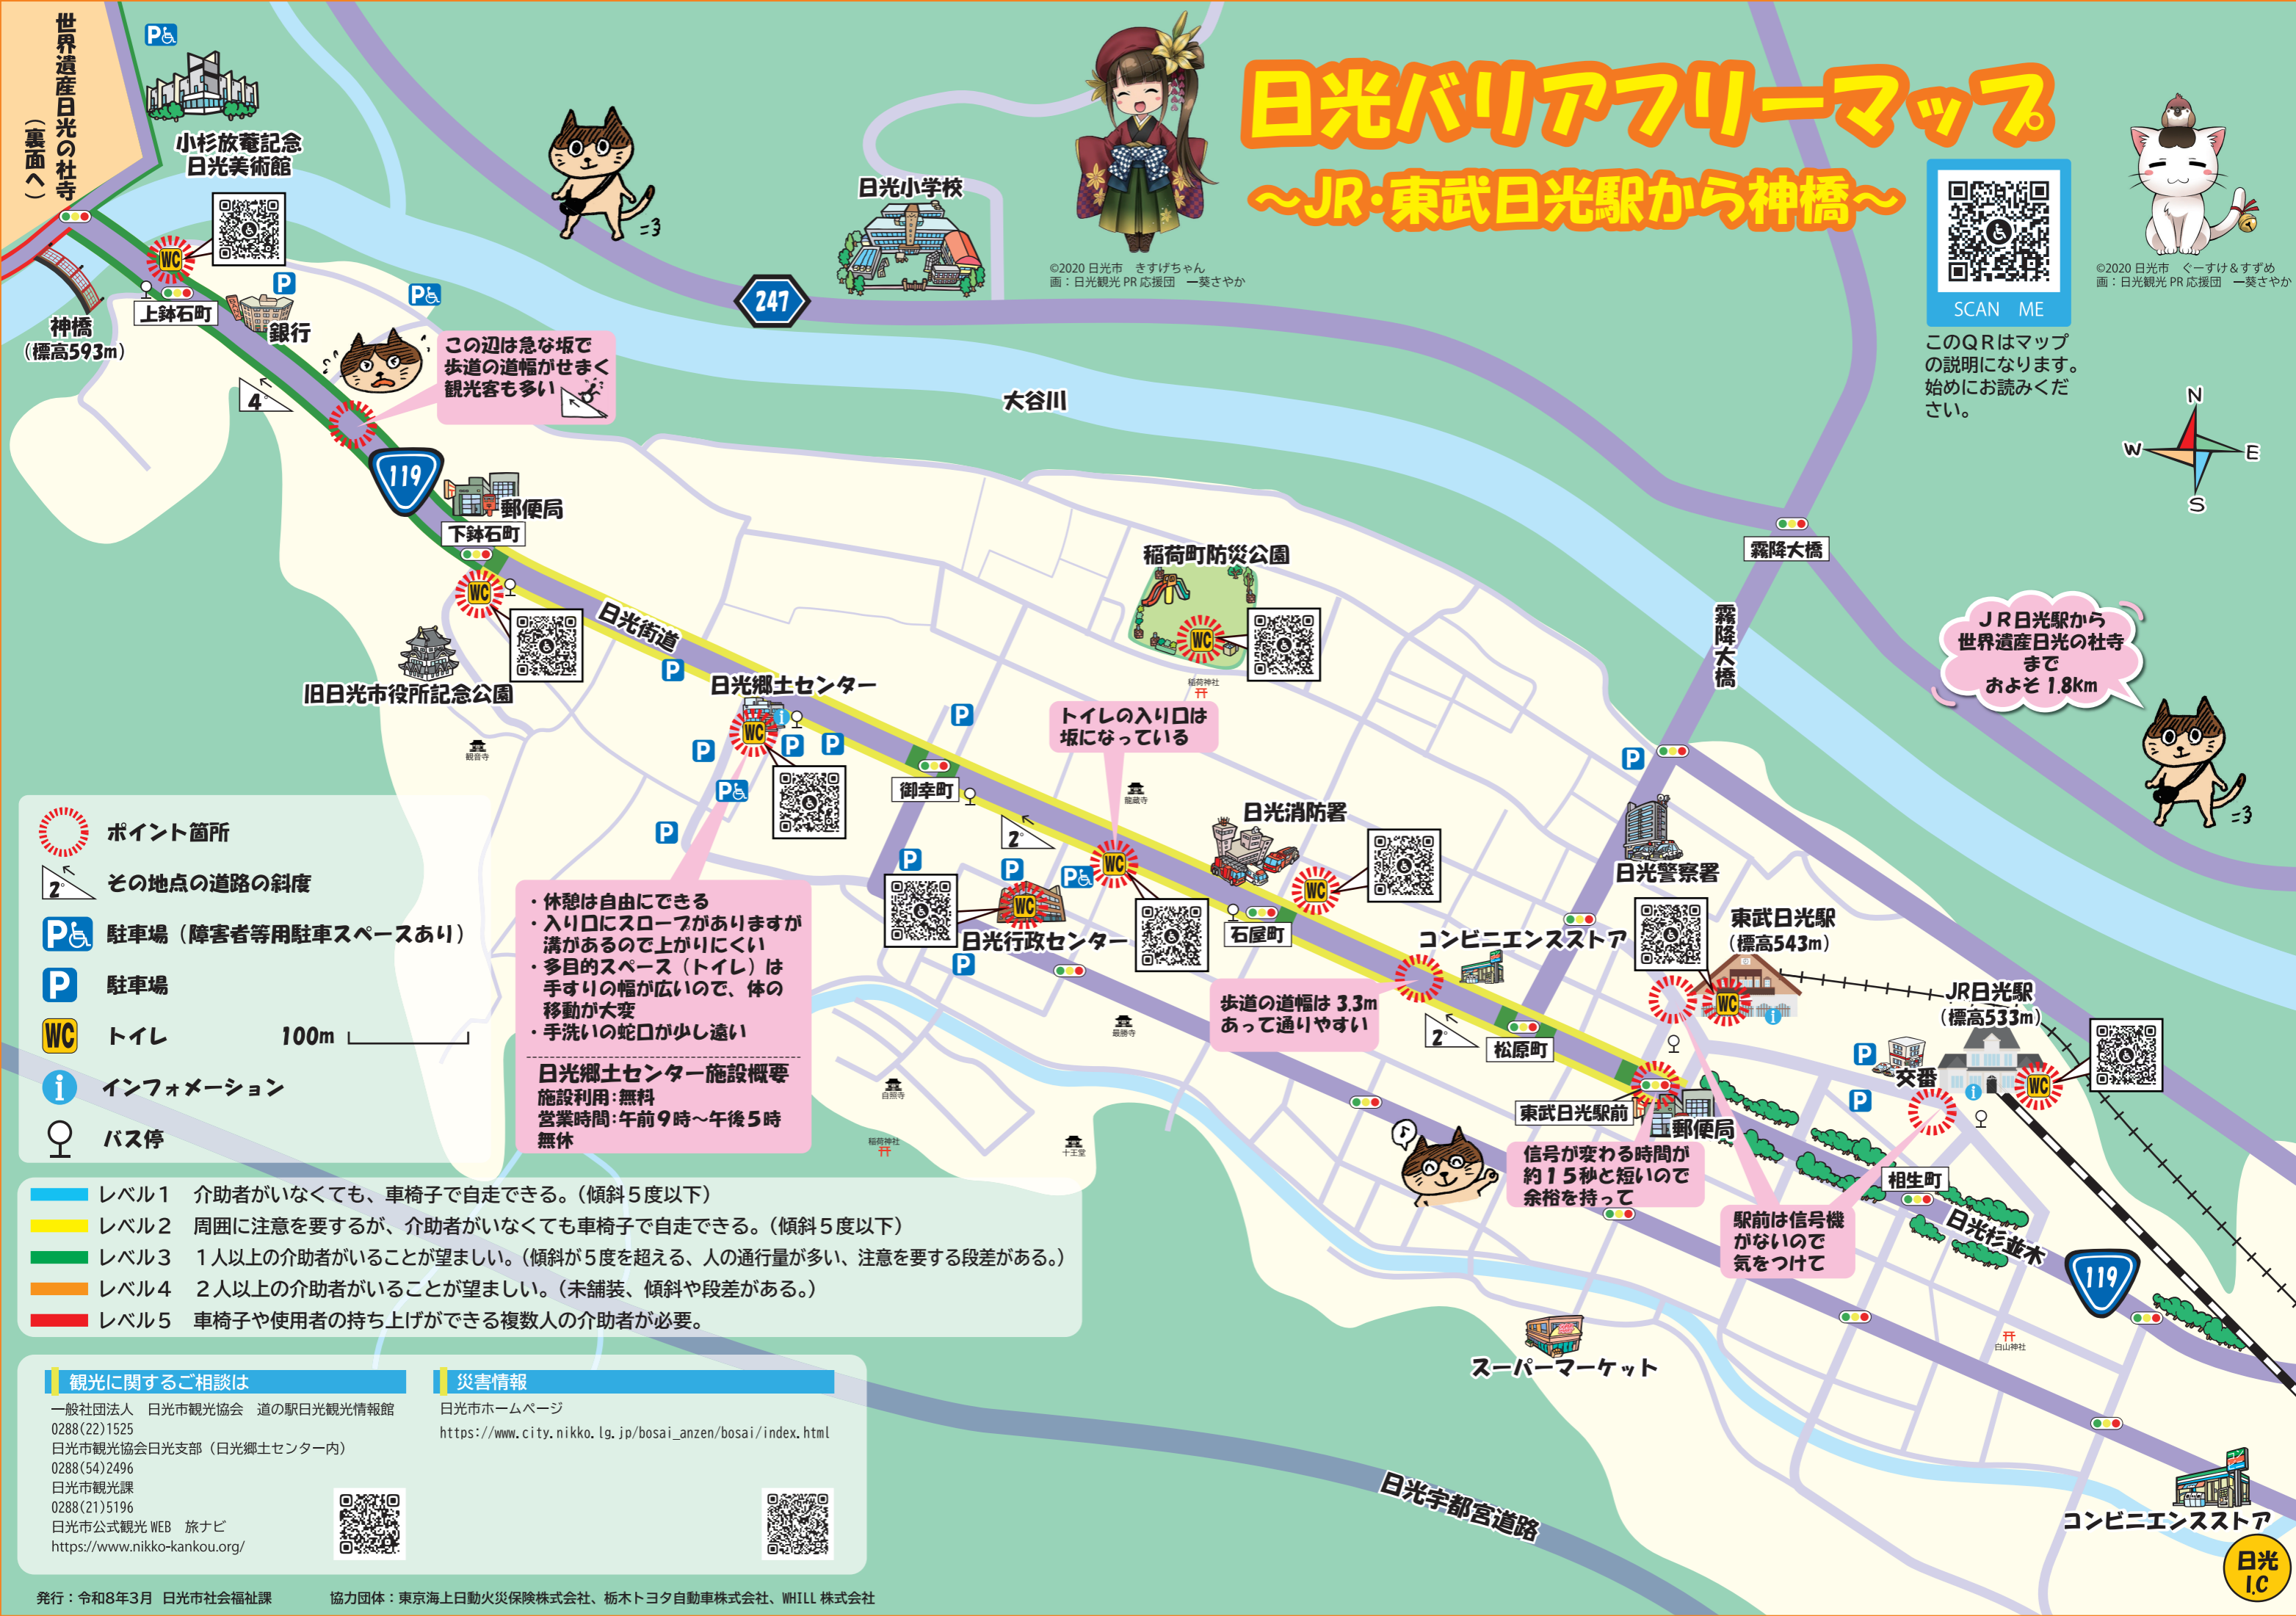 世界遺産日光の社寺
（裏面へ）
小杉放菴記念
日光美術館
神橋
（標高593m）
WC
上鉢石町
銀行
P
P
P
4°
この辺は急な坂で
歩道の道幅がせまく
観光客も多い
119
郵便局
下鉢石町
WC
旧日光市役所記念公園
観音寺
日光街道
=3
247
日光小学校
©2020 日光市　きすげちゃん
画：日光観光 PR 応援団　一葵さやか
日光バリアフリーマップ
～JR・東武日光駅から神橋～
SCAN　ME
このＱＲはマップ
の説明になります。
始めにお読みくだ
さい。
©2020 日光市　ぐーすけ＆すずめ
画：日光観光 PR 応援団　一葵さやか
N
W
E
S
大谷川
霧降大橋
霧降大橋
ＪＲ日光駅から
世界遺産日光の社寺
まで
およそ 1.8km
=3
稲荷町防災公園
WC
稲荷神社
P
日光郷土センター
WC
i
P
P
P
P
P
P
御幸町
トイレの入り口は
坂になっている
龍蔵寺
2°
WC
P
P
P
WC
日光行政センター
P
日光消防署
WC
石屋町
P
日光警察署
コンビニエンスストア
歩道の道幅は 3.3m
あって通りやすい
2°
松原町
東武日光駅
（標高543m）
WC
i
JR日光駅
（標高533m）
WC
i
P
交番
P
東武日光駅前
郵便局
信号が変わる時間が
約１５秒と短いので
余裕を持って
駅前は信号機
がないので
気をつけて
相生町
日光杉並木
119
白山神社
最勝寺
自照寺
稲荷神社
十王堂
スーパーマーケット
コンビニエンスストア
日光宇都宮道路
日光
I.C
・休憩は自由にできる
・入り口にスロープがありますが
溝があるので上がりにくい
・多目的スペース（トイレ）は
手すりの幅が広いので、体の
移動が大変
・手洗いの蛇口が少し遠い
日光郷土センター施設概要
施設利用：無料
営業時間：午前９時～午後５時
無休
ポイント箇所
2° その地点の道路の斜度
P 駐車場（障害者等用駐車スペースあり）
P 駐車場
WC トイレ　100m
i インフォメーション
バス停
レベル１　介助者がいなくても、車椅子で自走できる。（傾斜５度以下）
レベル２　周囲に注意を要するが、介助者がいなくても車椅子で自走できる。（傾斜５度以下）
レベル３　１人以上の介助者がいることが望ましい。（傾斜が５度を超える、人の通行量が多い、注意を要する段差がある。）
レベル４　２人以上の介助者がいることが望ましい。（未舗装、傾斜や段差がある。）
レベル５　車椅子や使用者の持ち上げができる複数人の介助者が必要。
観光に関するご相談は
一般社団法人　日光市観光協会　道の駅日光観光情報館
0288(22)1525
日光市観光協会日光支部（日光郷土センター内）
0288(54)2496
日光市観光課
0288(21)5196
日光市公式観光 WEB　旅ナビ
https://www.nikko-kankou.org/
災害情報
日光市ホームページ
https://www.city.nikko.lg.jp/bosai_anzen/bosai/index.html
発行：令和8年3月 日光市社会福祉課
協力団体：東京海上日動火災保険株式会社、栃木トヨタ自動車株式会社、WHILL 株式会社